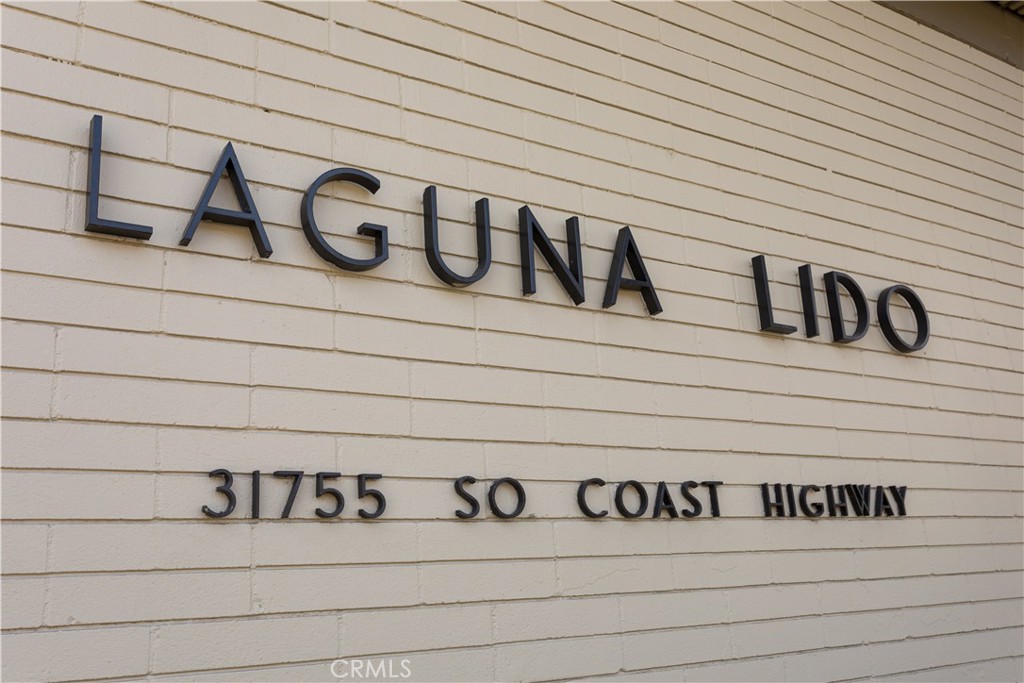 LAGUNA LIDO
31755 SO COAST HIGHWAY
CRMLS